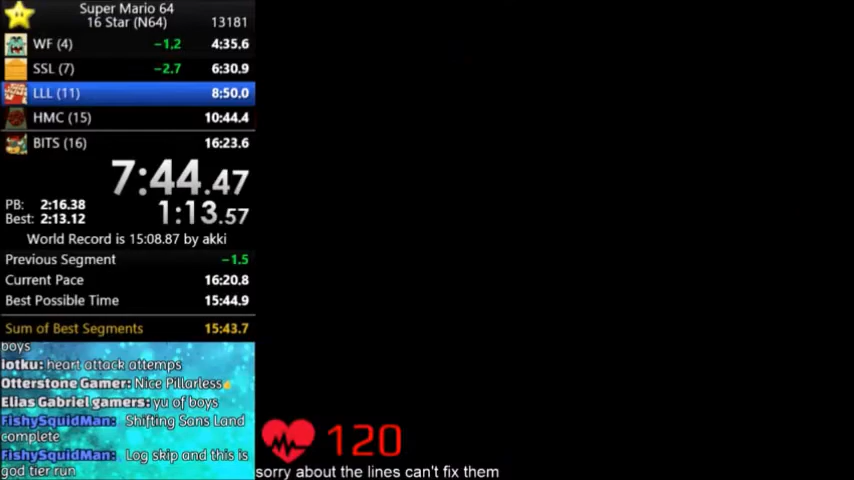 Super Mario 64
16 Star (N64) 13181
WF (4) −1.2 4:35.6
SSL (7) −2.7 6:30.9
LLL (11) 8:50.0
HMC (15) 10:44.4
BITS (16) 16:23.6
7:44.47
PB: 2:16.38
Best: 2:13.12
1:13.57
World Record is 15:08.87 by akki
Previous Segment −1.5
Current Pace 16:20.8
Best Possible Time 15:44.9
Sum of Best Segments 15:43.7
boys
iotku: heart attack attemps
Otterstone Gamer: Nice Pillarless
Elias Gabriel gamers: yu of boys
FishySquidMan: Shifting Sans Land
complete
FishySquidMan: Log skip and this is
god tier run
120
sorry about the lines can't fix them